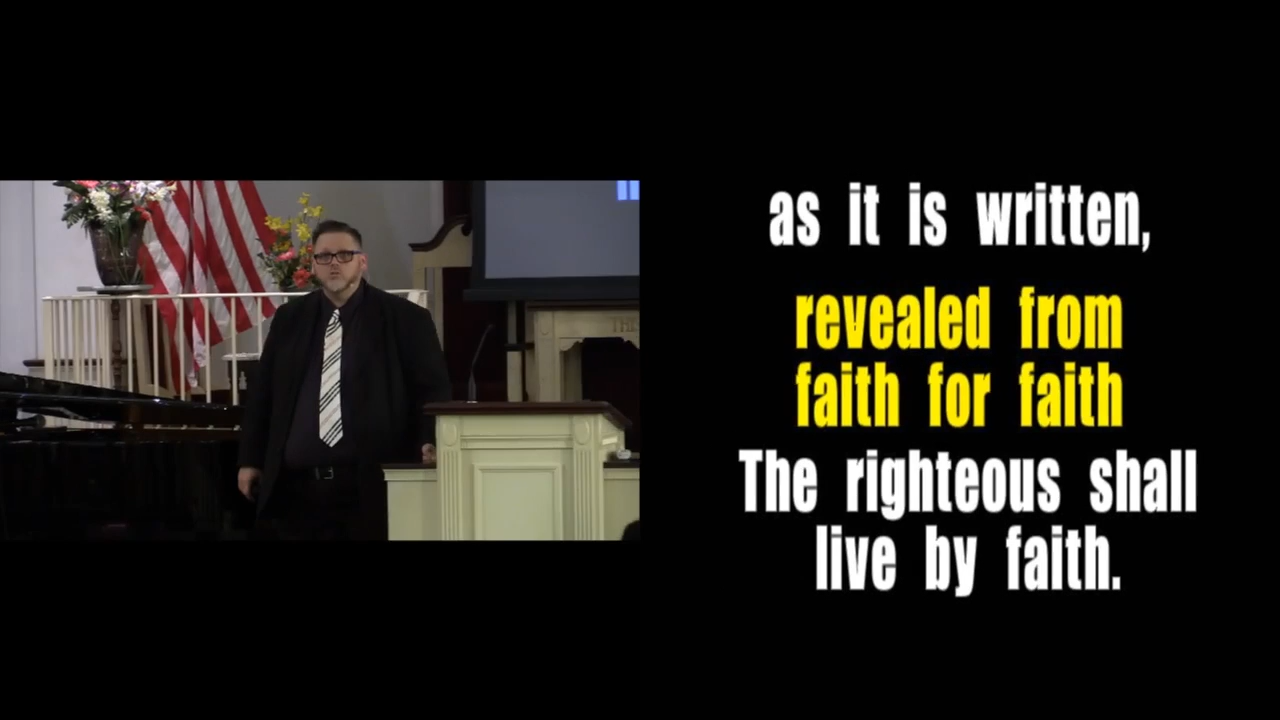 as it is written,
revealed from
faith for faith
The righteous shall
live by faith.